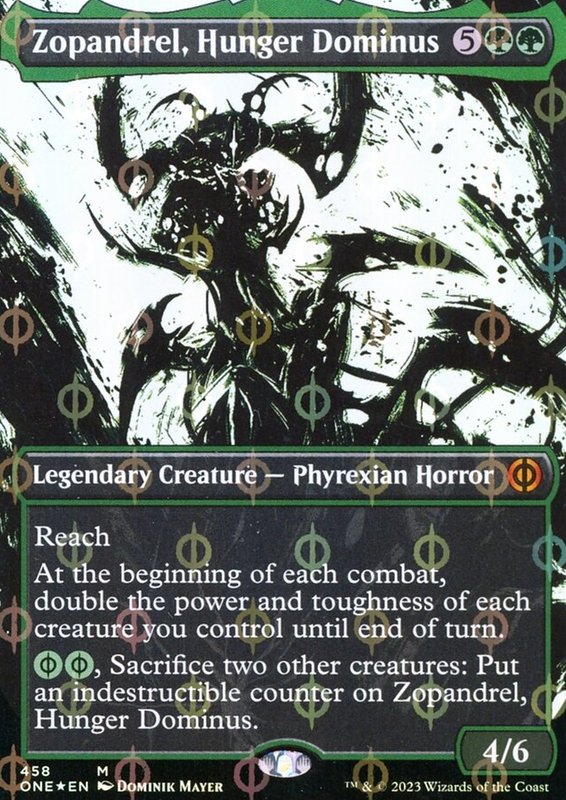 Zopandrel, Hunger Dominus 5
Legendary Creature — Phyrexian Horror
Reach
At the beginning of each combat,
double the power and toughness of each
creature you control until end of turn.
, Sacrifice two other creatures: Put
an indestructible counter on Zopandrel,
Hunger Dominus.
4/6
458 M
ONE★EN DOMINIK MAYER
™ & © 2023 Wizards of the Coast